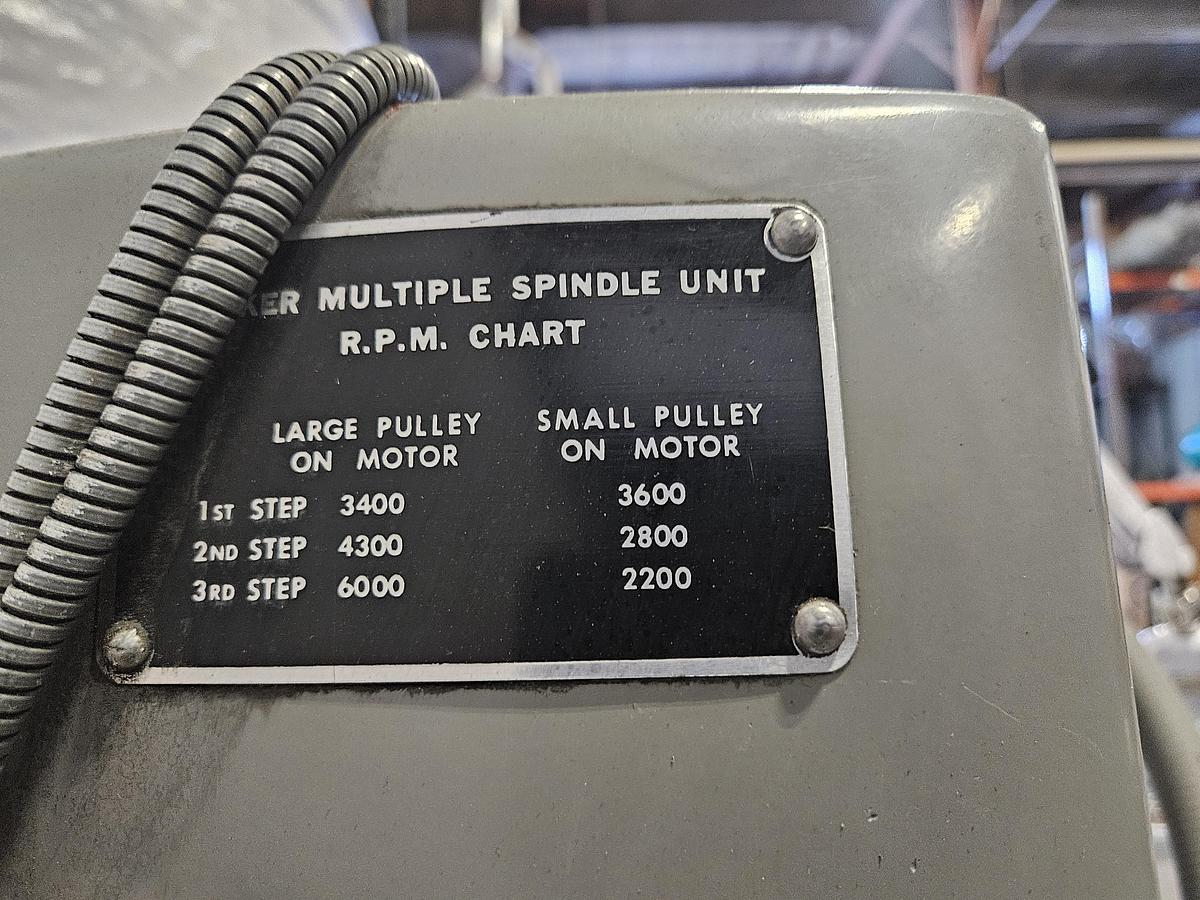 MULTIPLE SPINDLE UNIT
R.P.M. CHART
LARGE PULLEY ON MOTOR
SMALL PULLEY ON MOTOR
1ST STEP 3400 3600
2ND STEP 4300 2800
3RD STEP 6000 2200